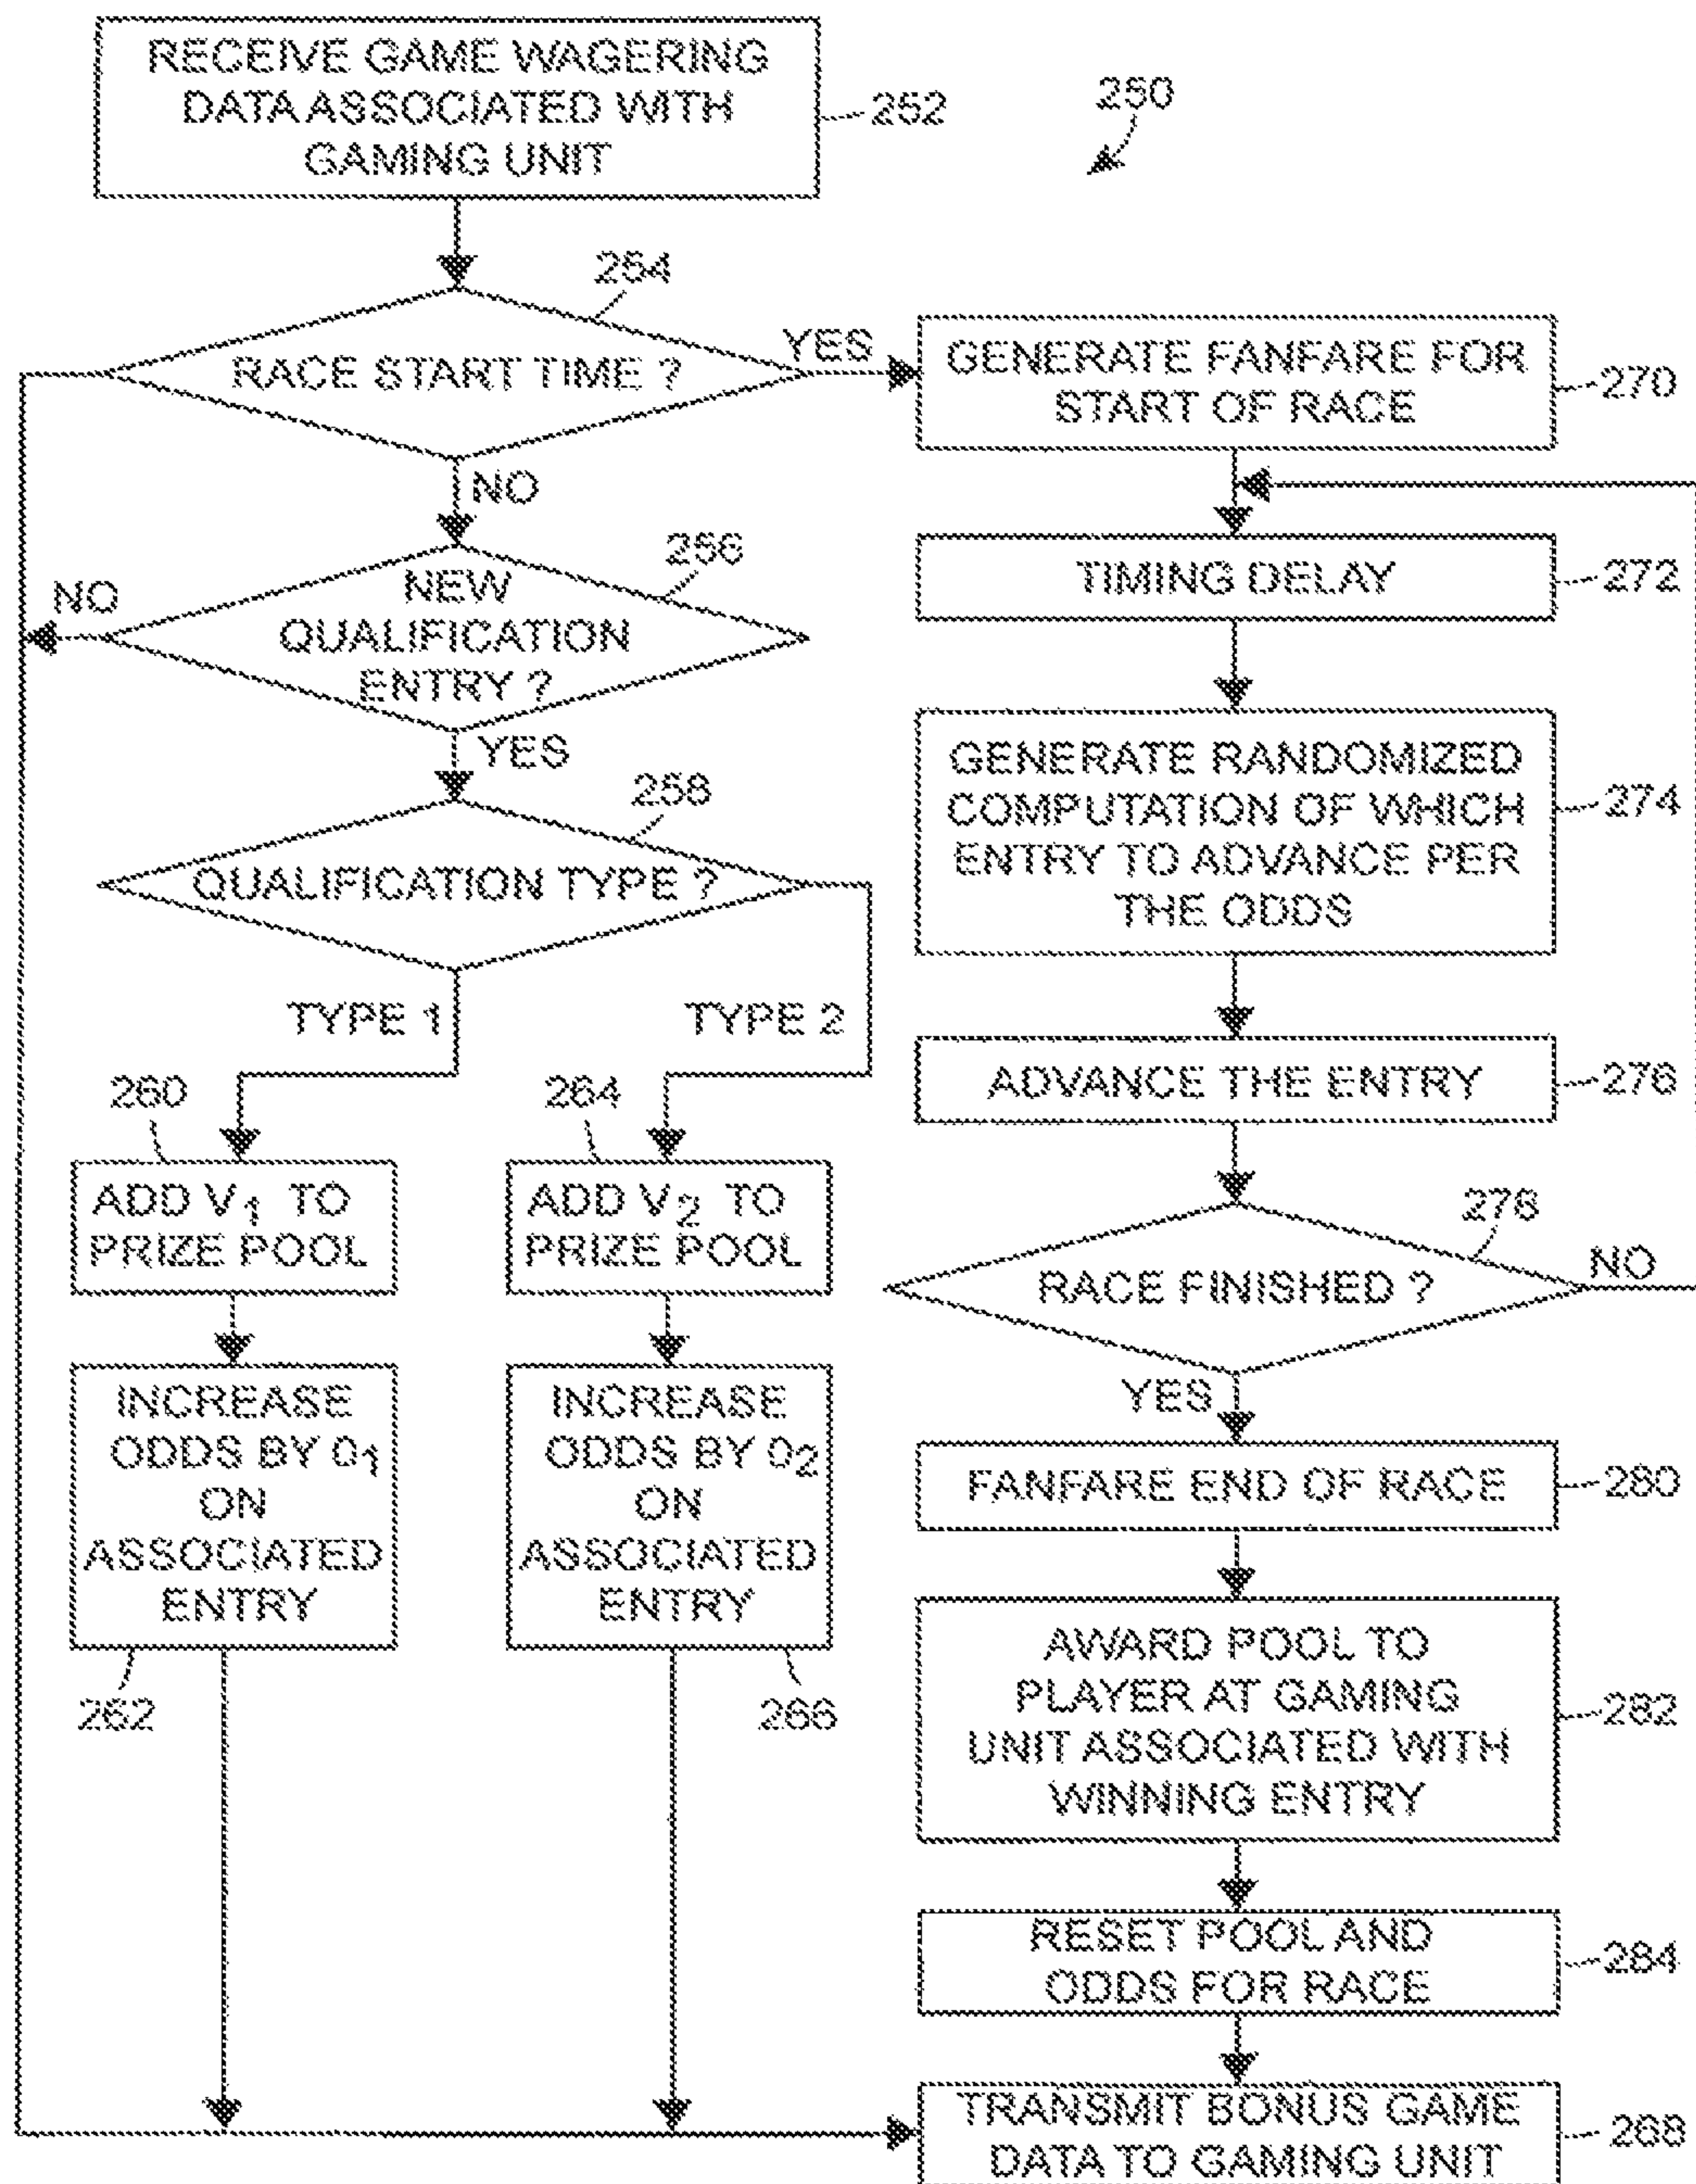 RECEIVE GAME WAGERING
DATA ASSOCIATED WITH
GAMING UNIT
252
250
254
RACE START TIME ?
YES
NO
256
NEW
QUALIFICATION
ENTRY ?
NO
YES
258
QUALIFICATION TYPE ?
TYPE 1
TYPE 2
260
ADD V1 TO
PRIZE POOL
INCREASE
ODDS BY 01
ON
ASSOCIATED
ENTRY
262
264
ADD V2 TO
PRIZE POOL
INCREASE
ODDS BY 02
ON
ASSOCIATED
ENTRY
266
GENERATE FANFARE FOR
START OF RACE
270
TIMING DELAY
272
GENERATE RANDOMIZED
COMPUTATION OF WHICH
ENTRY TO ADVANCE PER
THE ODDS
274
ADVANCE THE ENTRY
276
278
RACE FINISHED ?
NO
YES
FANFARE END OF RACE
280
AWARD POOL TO
PLAYER AT GAMING
UNIT ASSOCIATED WITH
WINNING ENTRY
282
RESET POOL AND
ODDS FOR RACE
284
TRANSMIT BONUS GAME
DATA TO GAMING UNIT
268